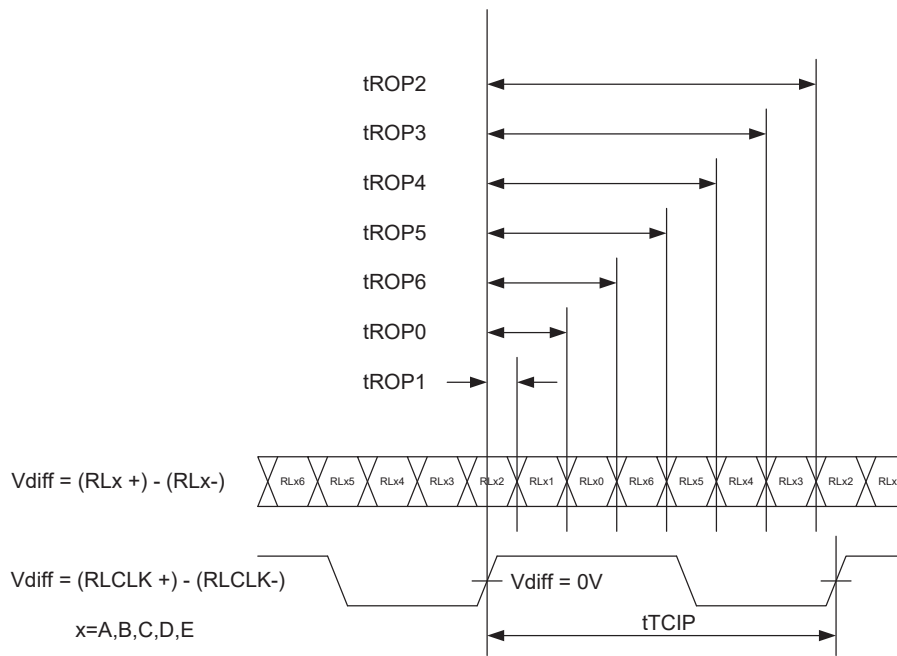 tROP2
tROP3
tROP4
tROP5
tROP6
tROP0
tROP1
Vdiff = (RLx +) - (RLx-)
RLx6 RLx5 RLx4 RLx3 RLx2 RLx1 RLx0 RLx6 RLx5 RLx4 RLx3 RLx2 RLx
Vdiff = (RLCLK +) - (RLCLK-)
Vdiff = 0V
x=A,B,C,D,E
tTCIP